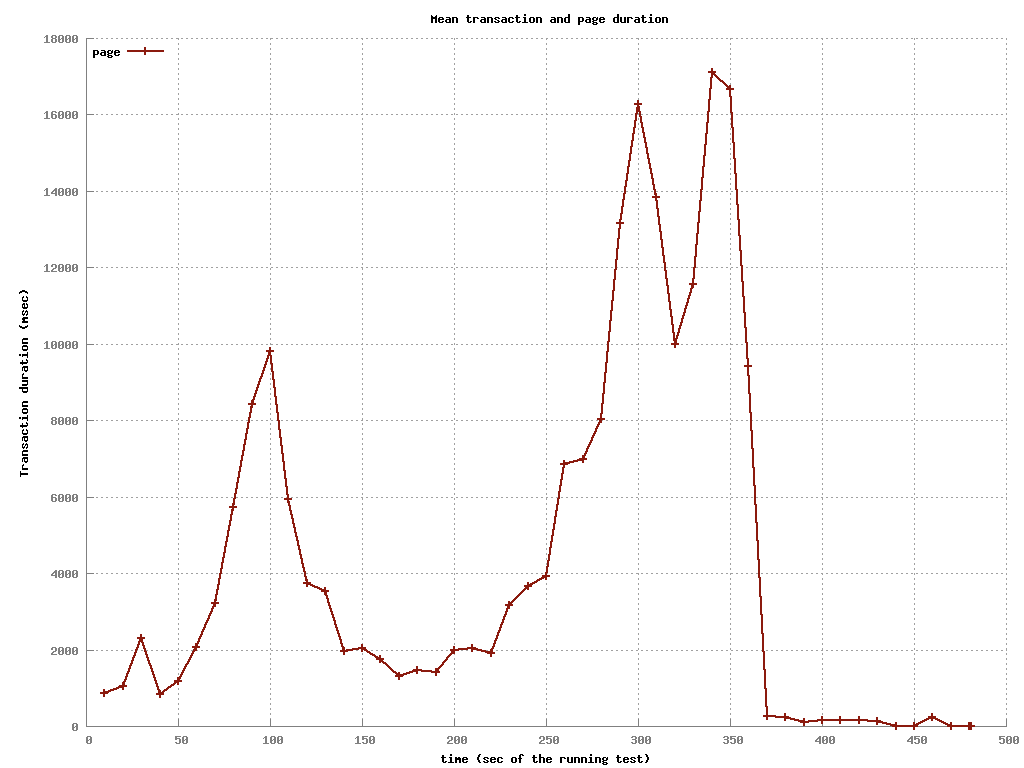 Mean transaction and page duration
page
18000
16000
14000
12000
10000
8000
6000
4000
2000
0
Transaction duration (msec)
0 50 100 150 200 250 300 350 400 450 500
time (sec of the running test)